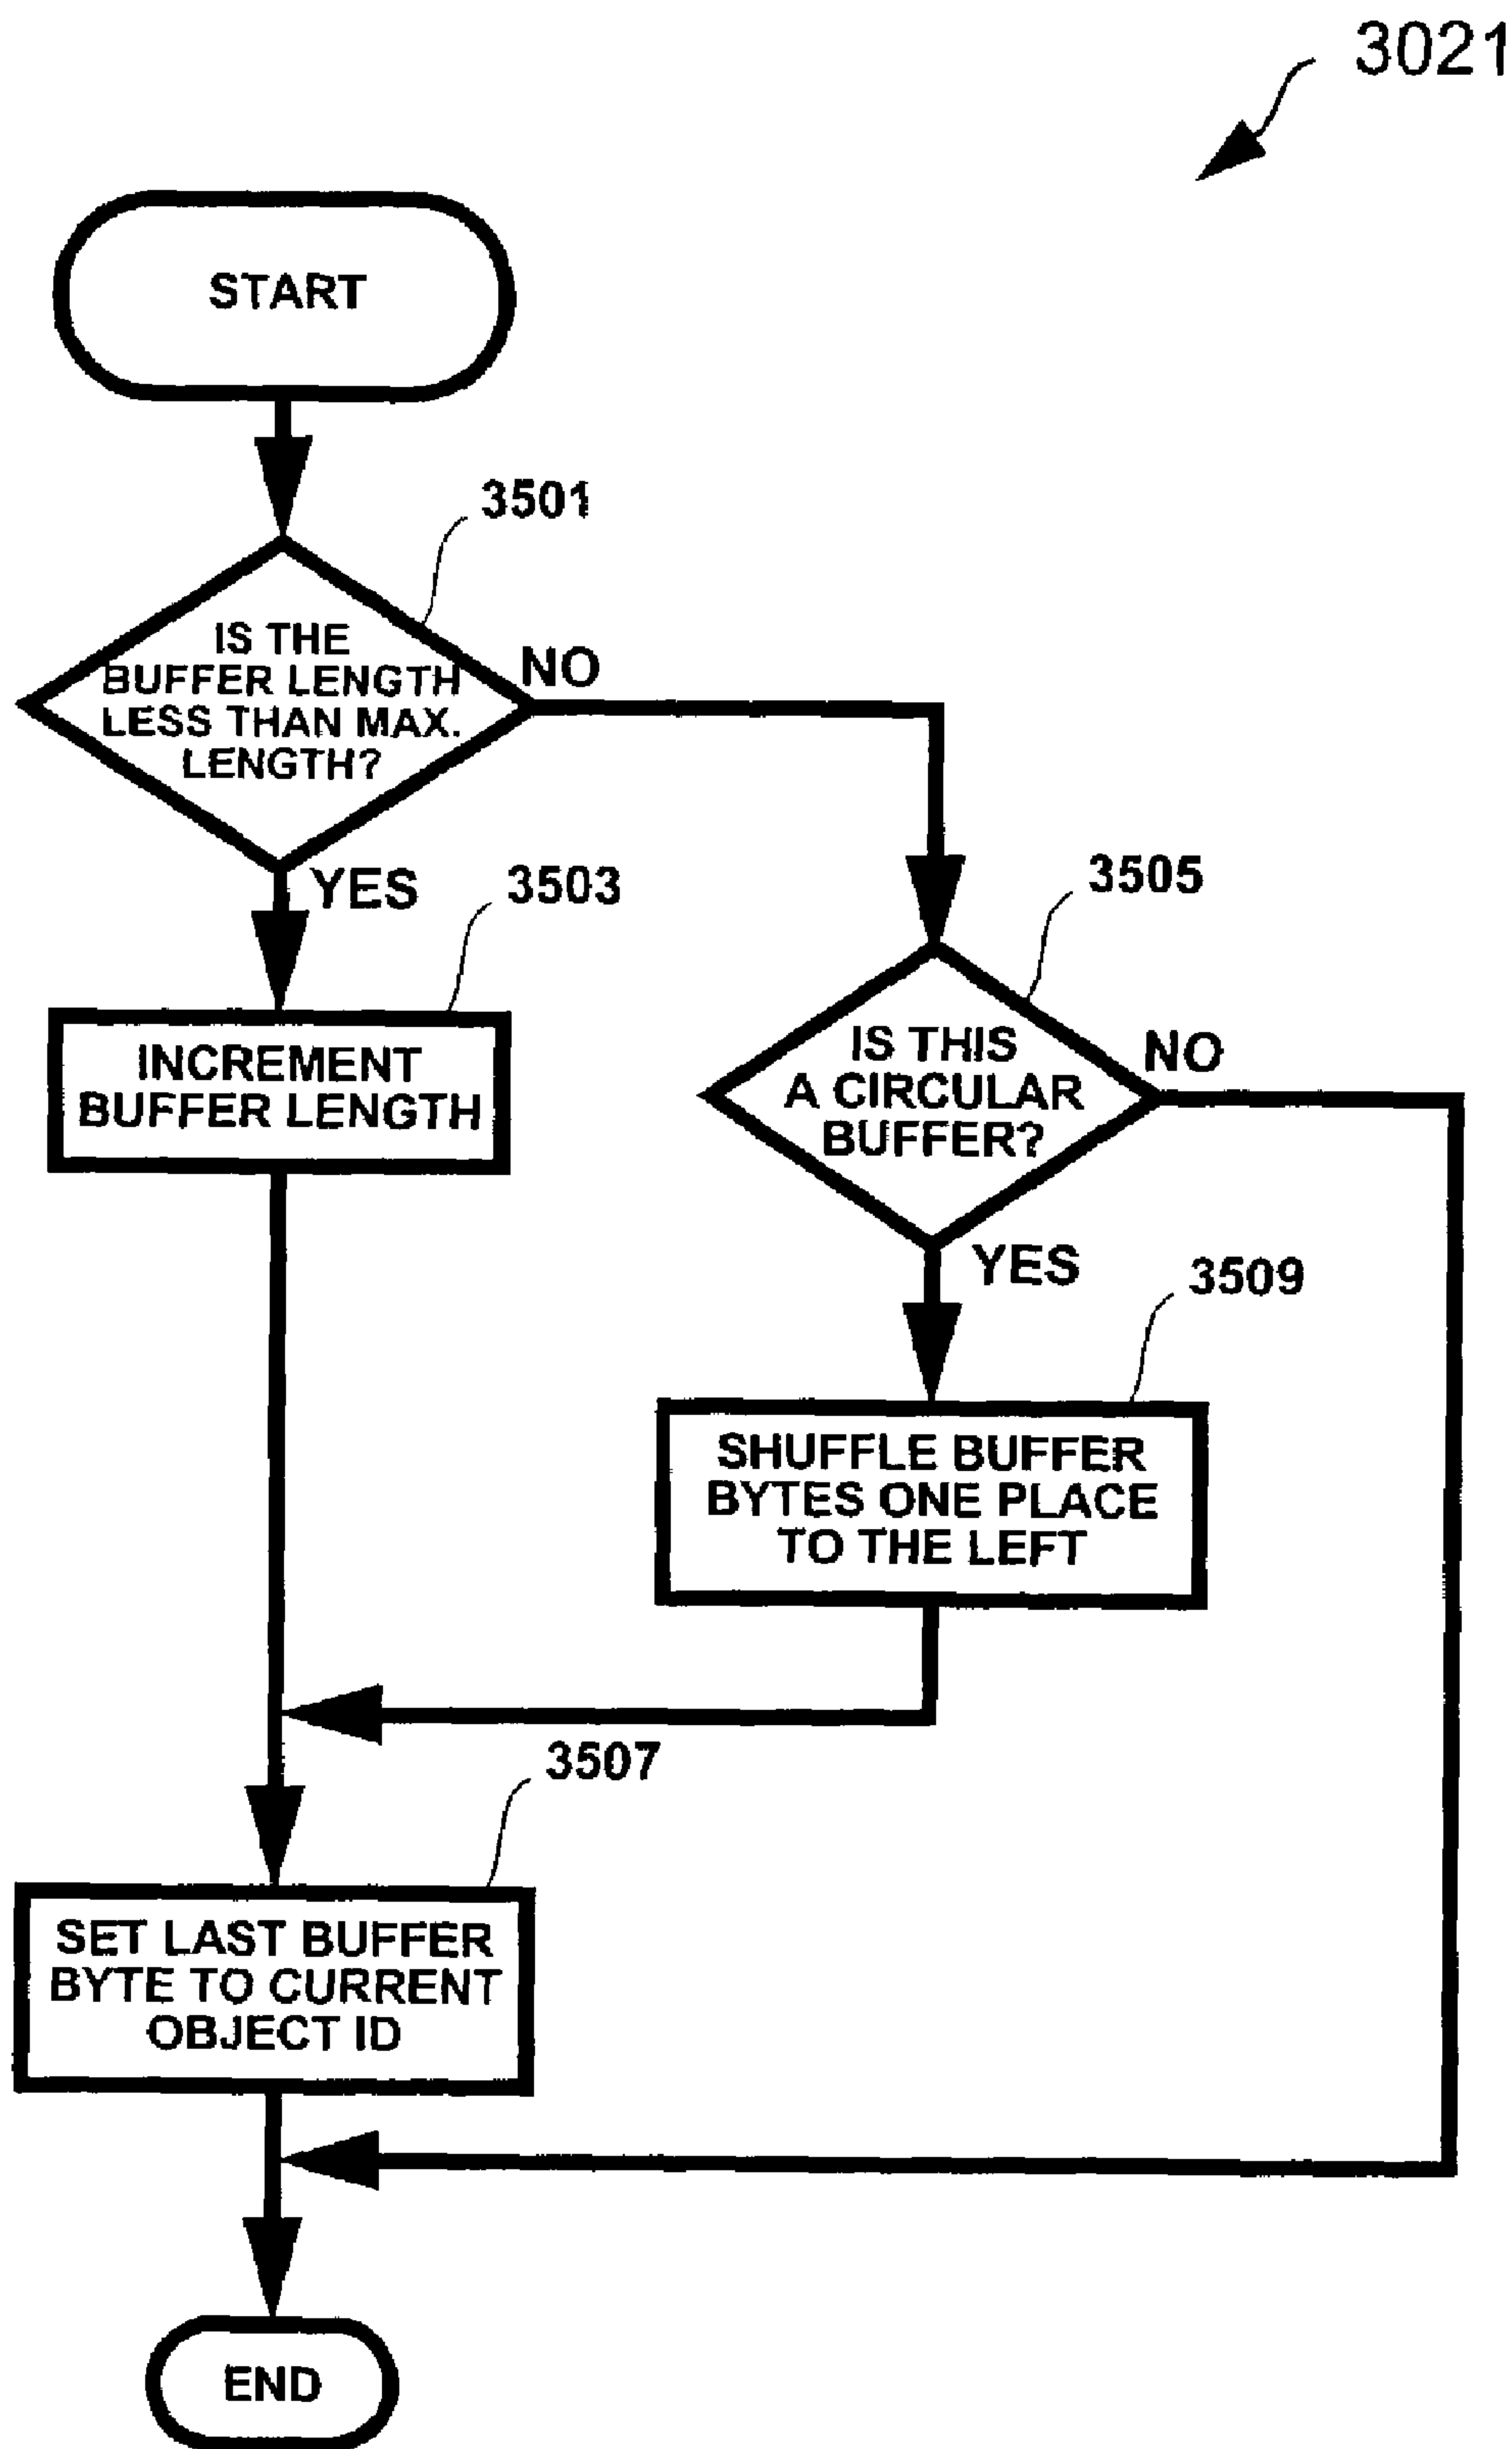 3021
START
3501
IS THE
BUFFER LENGTH
LESS THAN MAX.
LENGTH?
NO
YES
3503
INCREMENT
BUFFER LENGTH
3505
IS THIS
A CIRCULAR
BUFFER?
NO
YES
3509
SHUFFLE BUFFER
BYTES ONE PLACE
TO THE LEFT
3507
SET LAST BUFFER
BYTE TO CURRENT
OBJECT ID
END